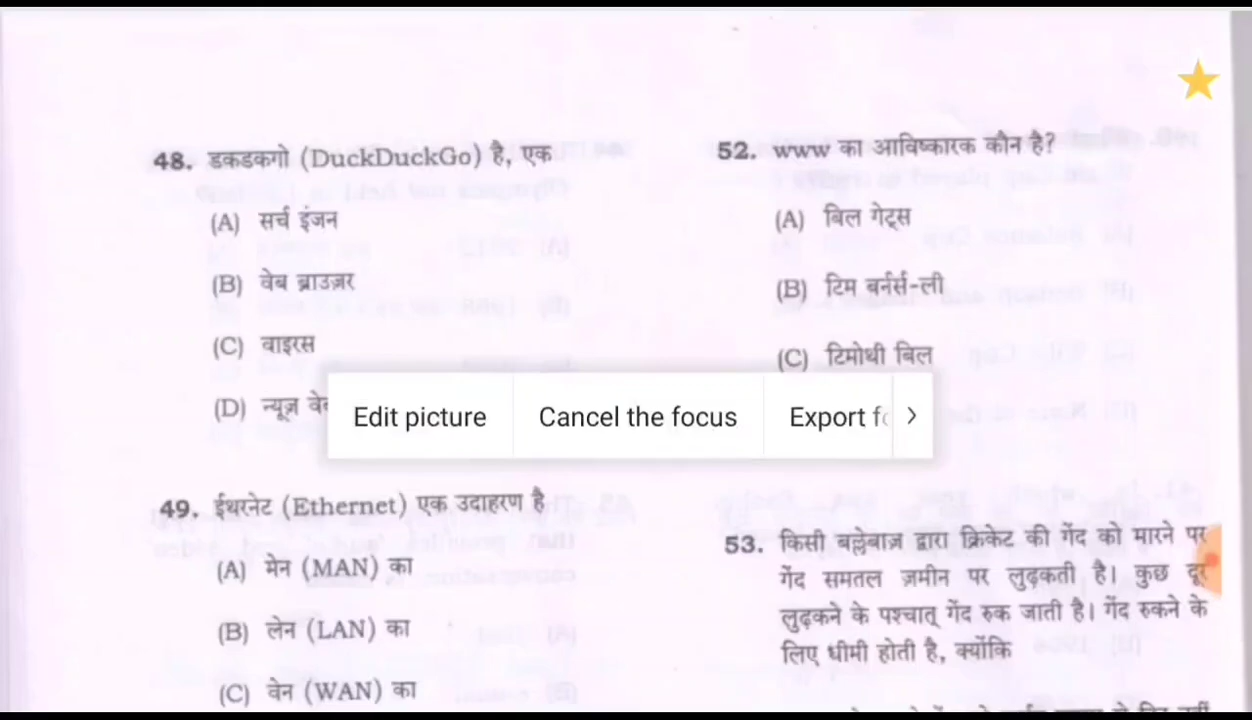 48. डकडकगो (DuckDuckGo) है, एक
(A) सर्च इंजन
(B) वेब ब्राउज़र
(C) वाइरस
(D) न्यूज़
49. ईथरनेट (Ethernet) एक उदाहरण है
(A) मेन (MAN) का
(B) लेन (LAN) का
(C) वेन (WAN) का
52. www का आविष्कारक कौन है?
(A) बिल गेट्स
(B) टिम बर्नर्स-ली
(C) टिमोथी बिल
53. किसी बल्लेबाज़ द्वारा क्रिकेट की गेंद को मारने पर
गेंद समतल ज़मीन पर लुढ़कती है। कुछ दूर
लुढ़कने के पश्चात् गेंद रुक जाती है। गेंद रुकने के
लिए धीमी होती है, क्योंकि
Edit picture
Cancel the focus
Export